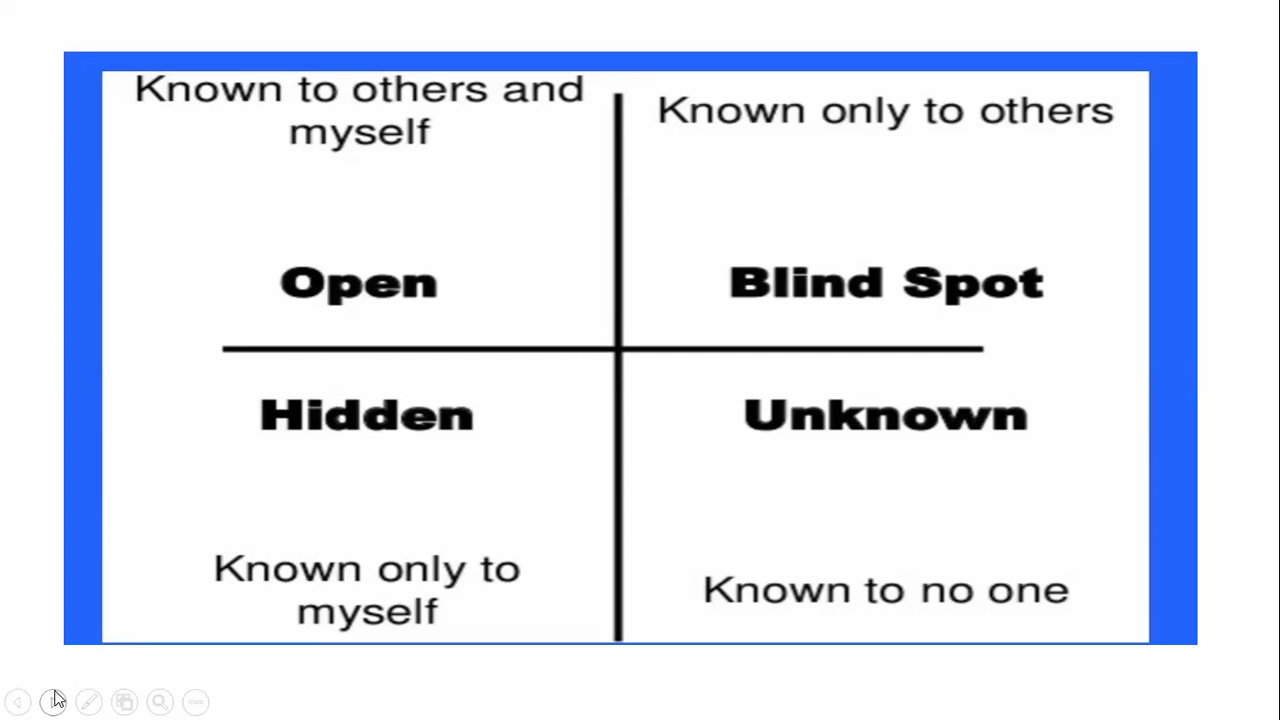 Known to others and
myself
Known only to others
Open
Blind Spot
Hidden
Unknown
Known only to
myself
Known to no one